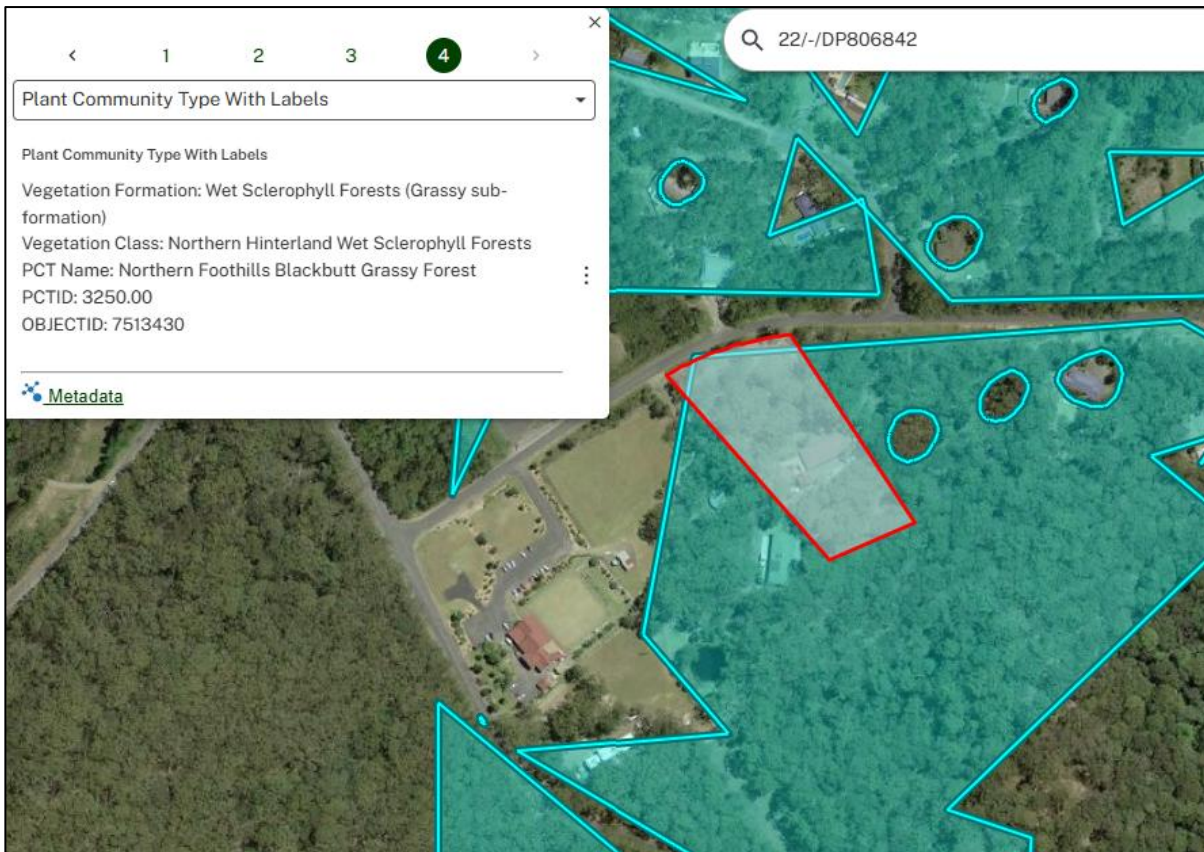 22/-/DP806842
1 2 3 4
Plant Community Type With Labels
Plant Community Type With Labels
Vegetation Formation: Wet Sclerophyll Forests (Grassy sub-
formation)
Vegetation Class: Northern Hinterland Wet Sclerophyll Forests
PCT Name: Northern Foothills Blackbutt Grassy Forest
PCTID: 3250.00
OBJECTID: 7513430
Metadata